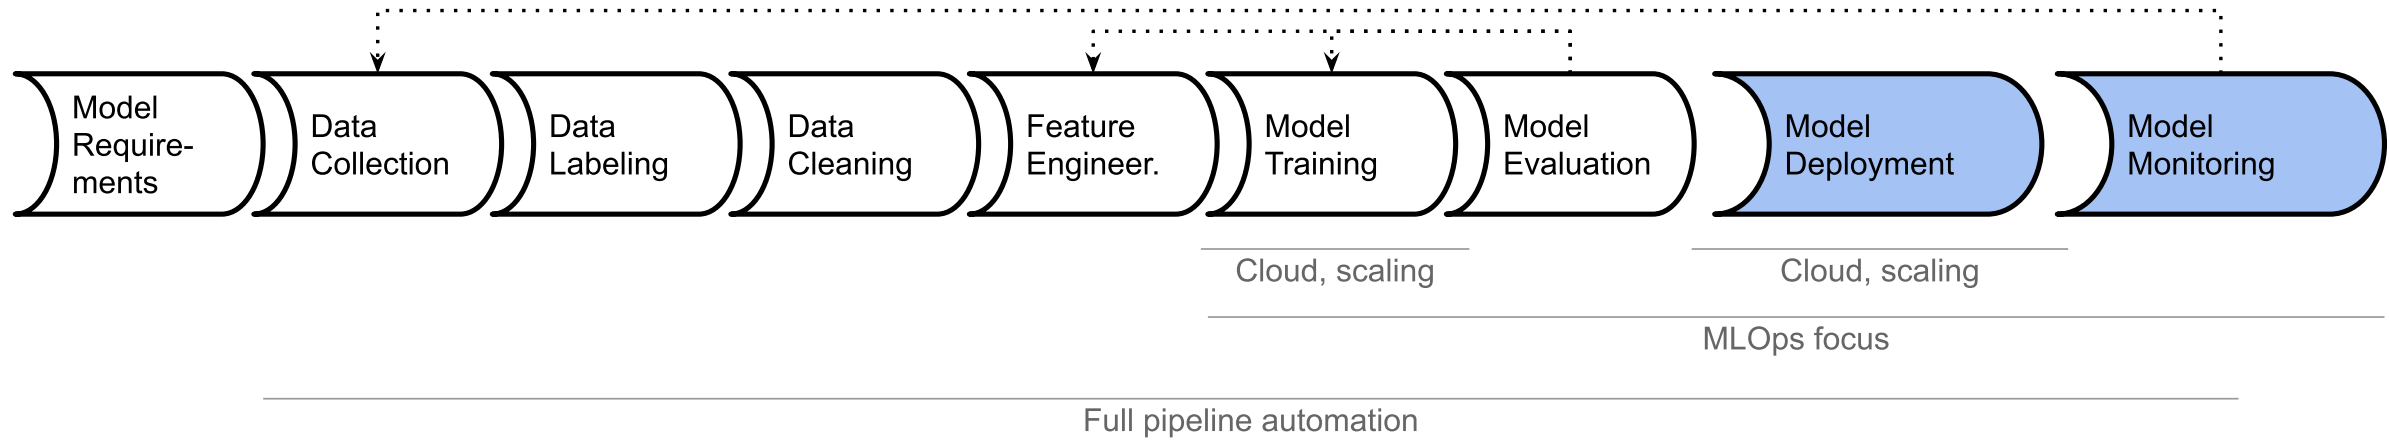 Model
Require-
ments
Data
Collection
Data
Labeling
Data
Cleaning
Feature
Engineer.
Model
Training
Model
Evaluation
Model
Deployment
Model
Monitoring
Cloud, scaling
Cloud, scaling
MLOps focus
Full pipeline automation